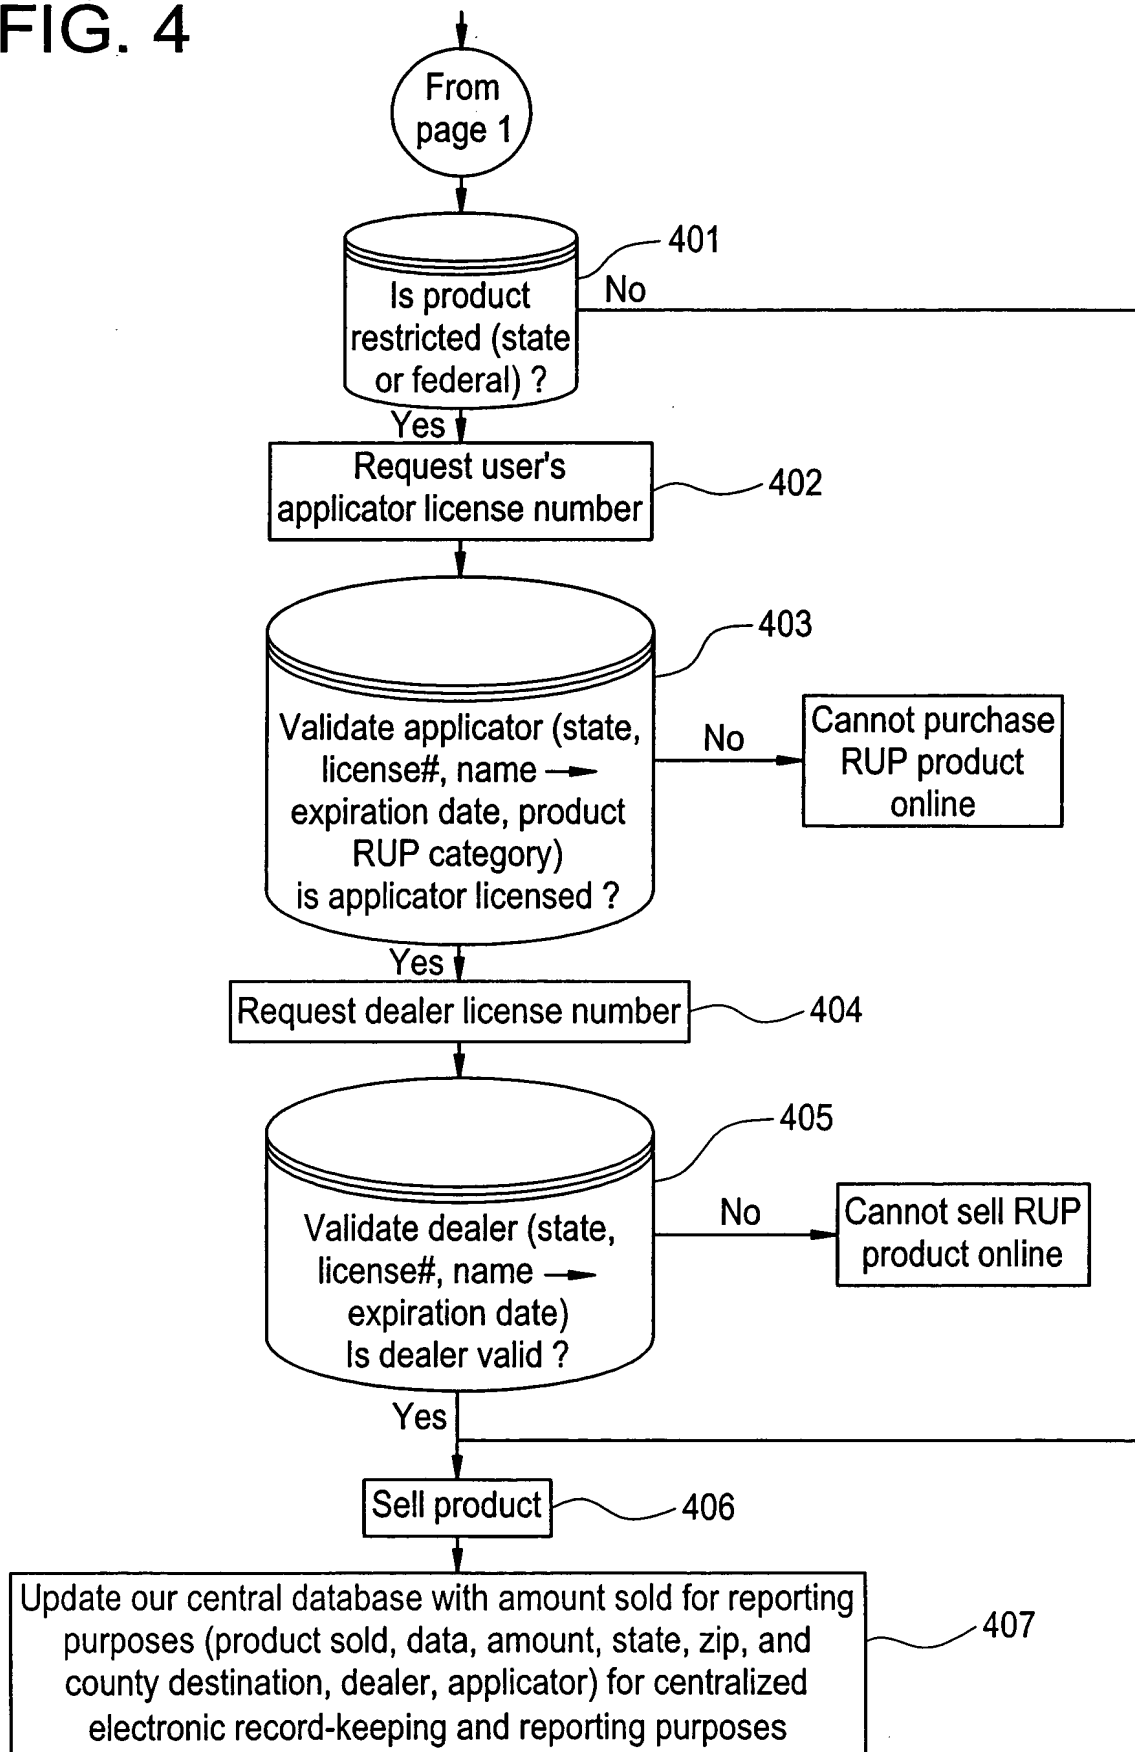 FIG. 4
From
page 1
401
Is product
restricted (state
or federal) ?
No
Yes
Request user's
applicator license number
402
403
Validate applicator (state,
license#, name →
expiration date, product
RUP category)
is applicator licensed ?
No
Cannot purchase
RUP product
online
Yes
Request dealer license number
404
405
Validate dealer (state,
license#, name →
expiration date)
Is dealer valid ?
No
Cannot sell RUP
product online
Yes
Sell product
406
Update our central database with amount sold for reporting
purposes (product sold, data, amount, state, zip, and
county destination, dealer, applicator) for centralized
electronic record-keeping and reporting purposes
407